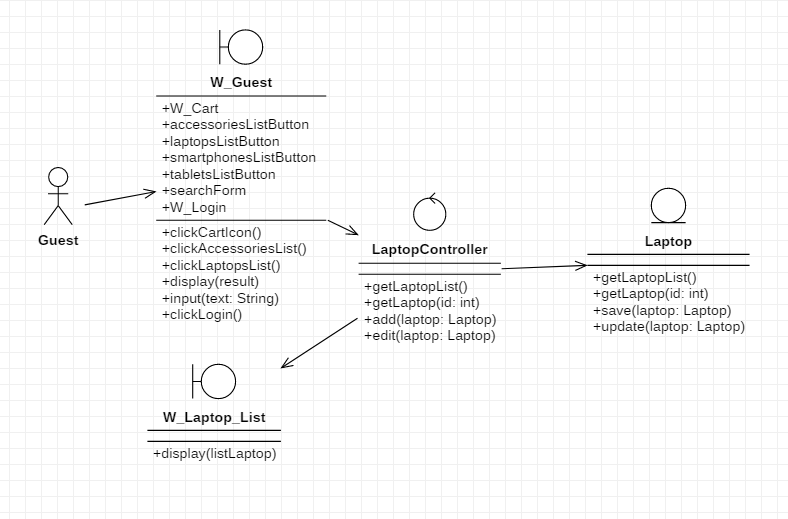 W_Guest
+W_Cart
+accessoriesListButton
+laptopsListButton
+smartphonesListButton
+tabletsListButton
+searchForm
+W_Login
+clickCartIcon()
+clickAccessoriesList()
+clickLaptopsList()
+display(result)
+input(text: String)
+clickLogin()
Guest
LaptopController
+getLaptopList()
+getLaptop(id: int)
+add(laptop: Laptop)
+edit(laptop: Laptop)
Laptop
+getLaptopList()
+getLaptop(id: int)
+save(laptop: Laptop)
+update(laptop: Laptop)
W_Laptop_List
+display(listLaptop)